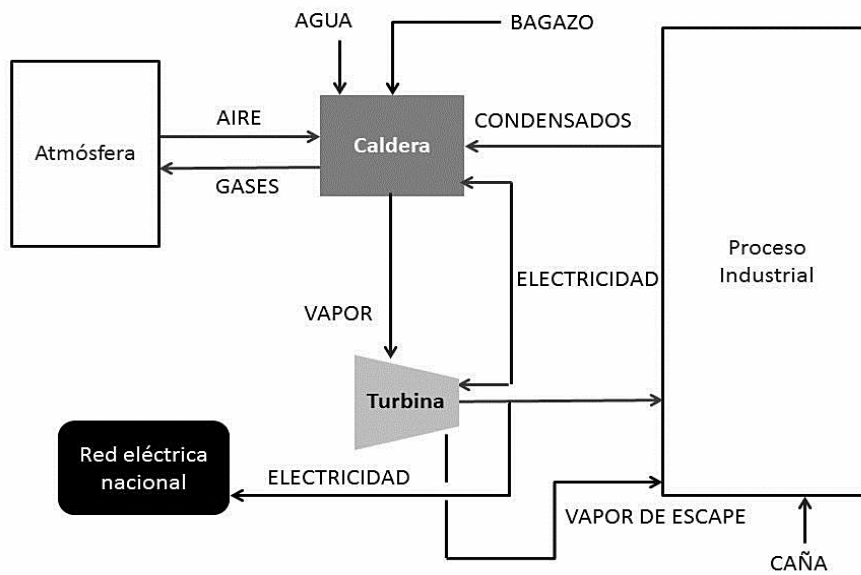 AGUA
BAGAZO
AIRE
Caldera
CONDENSADOS
Atmósfera
GASES
Proceso
Industrial
ELECTRICIDAD
VAPOR
Turbina
Red eléctrica
nacional
ELECTRICIDAD
VAPOR DE ESCAPE
CAÑA